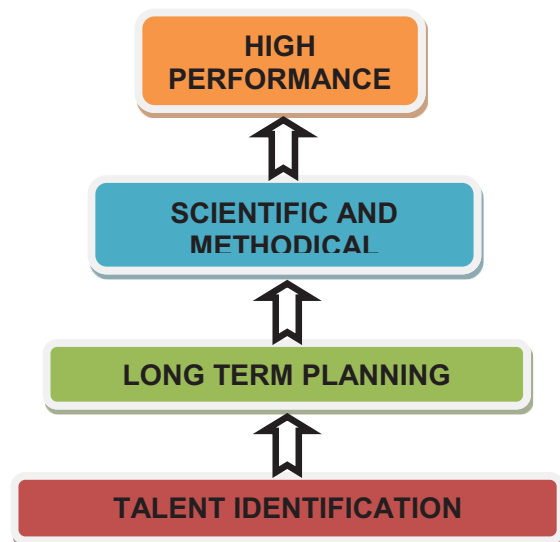 HIGH
PERFORMANCE
SCIENTIFIC AND
METHODICAL
LONG TERM PLANNING
TALENT IDENTIFICATION